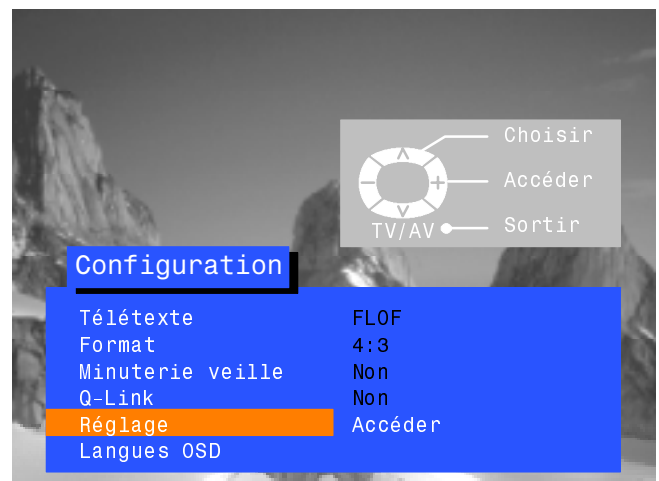 Choisir
Accéder
TV/AV Sortir
Configuration
Télétexte FLOF
Format 4:3
Minuterie veille Non
Q-Link Non
Réglage Accéder
Langues OSD